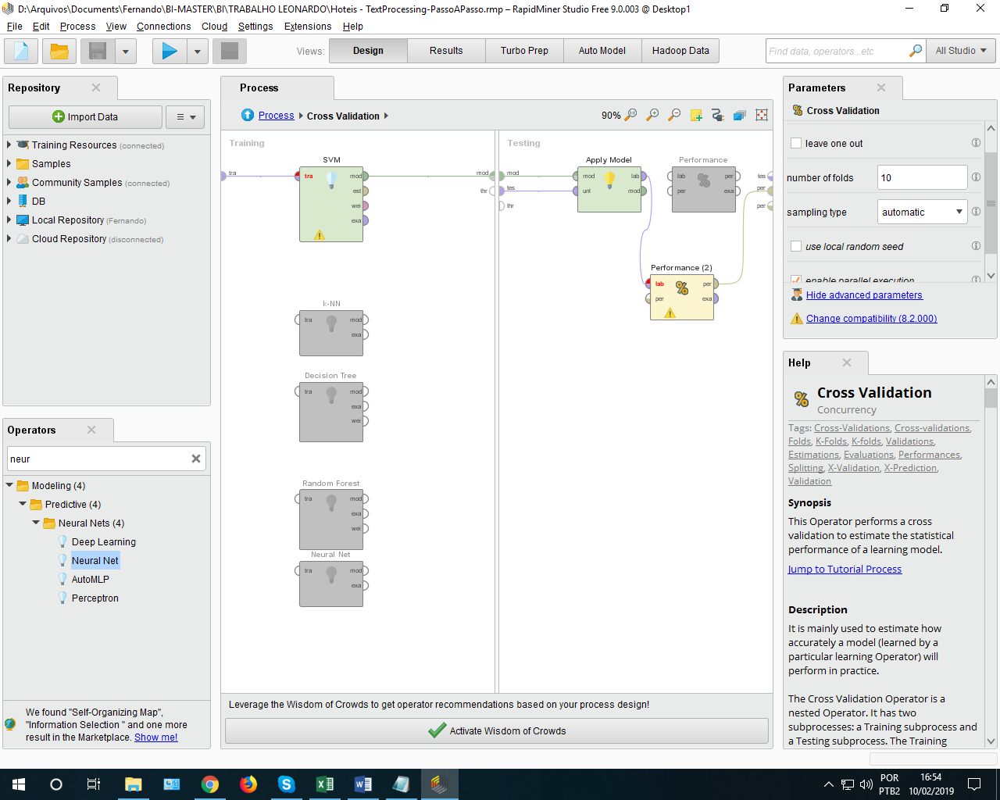 D:\Arquivos\Documents\Fernando\BI-MASTER\BI\TRABALHO LEONARDO\Hoteis - TextProcessing-PassoAPasso.rmp – RapidMiner Studio Free 9.0.003 @ Desktop1
File Edit Process View Connections Cloud Settings Extensions Help
Views: Design Results Turbo Prep Auto Model Hadoop Data
Find data, operators...etc All Studio
Repository
Import Data
Training Resources (connected)
Samples
Community Samples (connected)
DB
Local Repository (Fernando)
Cloud Repository (disconnected)
Operators
neur
Modeling (4)
Predictive (4)
Neural Nets (4)
Deep Learning
Neural Net
AutoMLP
Perceptron
We found "Self-Organizing Map",
"Information Selection " and one more
result in the Marketplace. Show me!
Process
Process Cross Validation
90%
Training
tra
SVM
tra mod
est
wei
exa
mod
thr
k-NN
tra mod
exa
Decision Tree
tra mod
exa
wei
Random Forest
tra mod
exa
wei
Neural Net
tra mod
exa
Testing
mod
tes
thr
Apply Model
mod lab
unl mod
Performance
lab per
per exa
tes
per
per
Performance (2)
lab per
per exa
Leverage the Wisdom of Crowds to get operator recommendations based on your process design!
Activate Wisdom of Crowds
Parameters
Cross Validation
leave one out
number of folds 10
sampling type automatic
use local random seed
enable parallel execution
Hide advanced parameters
Change compatibility (8.2.000)
Help
Cross Validation
Concurrency
Tags: Cross-Validations, Cross-validations,
Folds, K-Folds, K-folds, Validations,
Estimations, Evaluations, Performances,
Splitting, X-Validation, X-Prediction,
Validation
Synopsis
This Operator performs a cross
validation to estimate the statistical
performance of a learning model.
Jump to Tutorial Process
Description
It is mainly used to estimate how
accurately a model (learned by a
particular learning Operator) will
perform in practice.
The Cross Validation Operator is a
nested Operator. It has two
subprocesses: a Training subprocess and
a Testing subprocess. The Training
POR
PTB2
16:54
10/02/2019